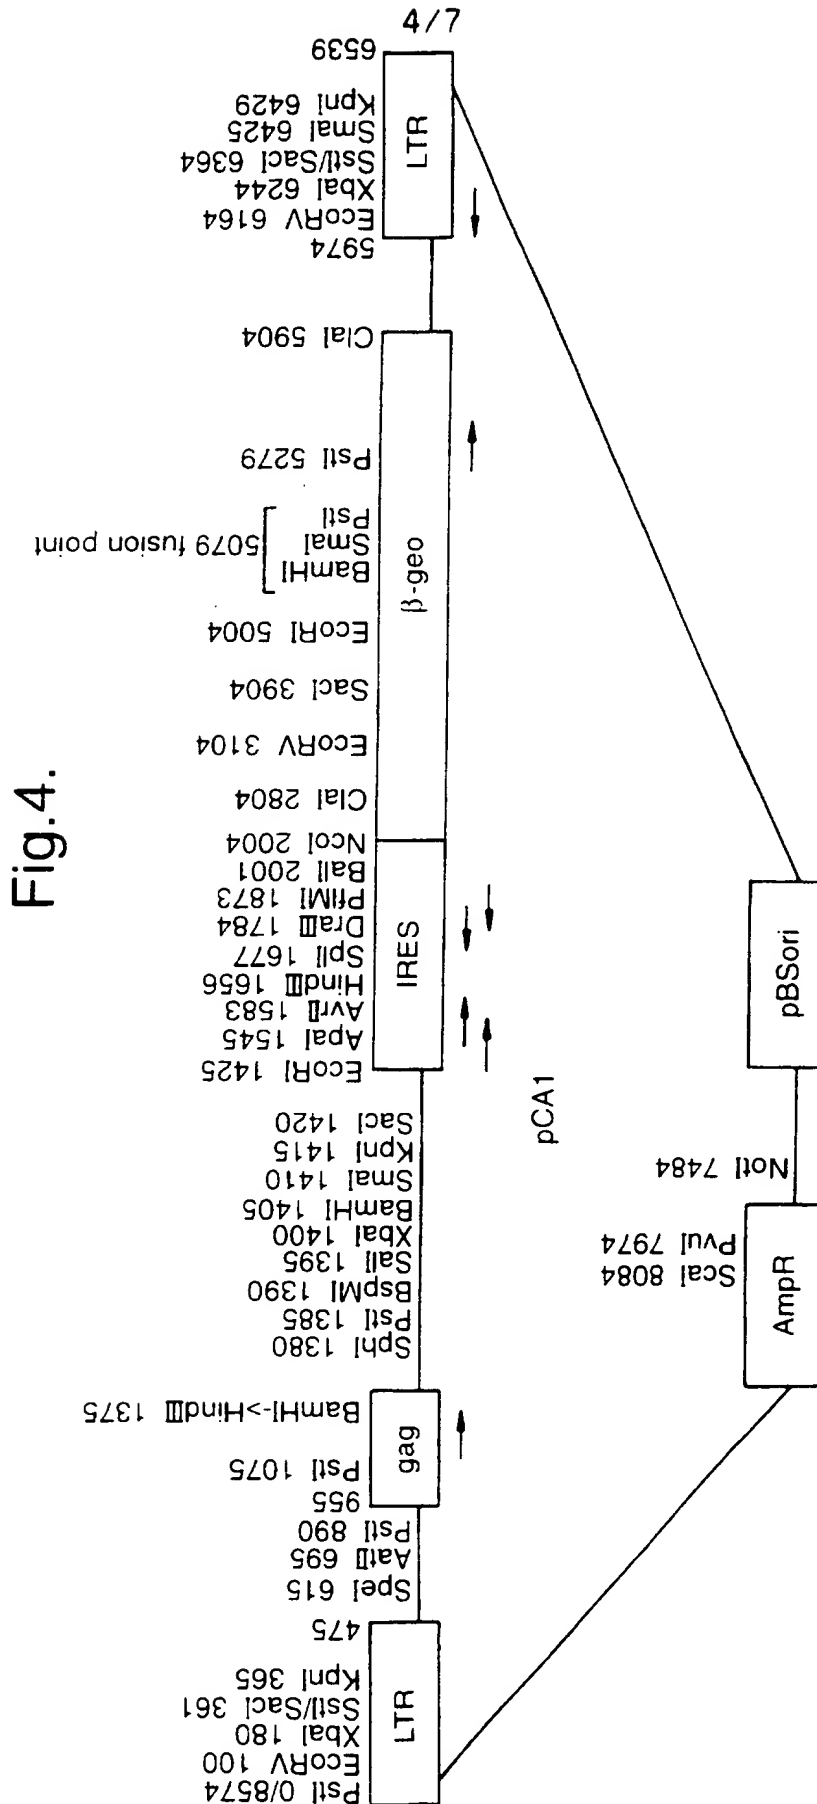 4/7
Fig.4.
PstI 0/8574
EcoRV 100
XbaI 180
SstI/SacI 361
KpnI 365
475
SpeI 615
AatII 695
PstI 890
955
PstI 1075
BamHI->HindIII 1375
SphI 1380
PstI 1385
BspMI 1390
SalI 1395
XbaI 1400
BamHI 1405
SmaI 1410
KpnI 1415
SacI 1420
EcoRI 1425
ApaI 1545
AvrII 1583
HindIII 1656
SplI 1677
DraIII 1784
PflMI 1873
BalI 2001
NcoI 2004
ClaI 2804
EcoRV 3104
SacI 3904
EcoRI 5004
BamHI
SmaI
PstI
5079 fusion point
PstI 5279
ClaI 5904
5974
EcoRV 6164
XbaI 6244
SstI/SacI 6364
SmaI 6425
KpnI 6429
6539
LTR
gag
IRES
β-geo
LTR
pCA1
ScaI 8084
PvuI 7974
NotI 7484
AmpR
pBSori